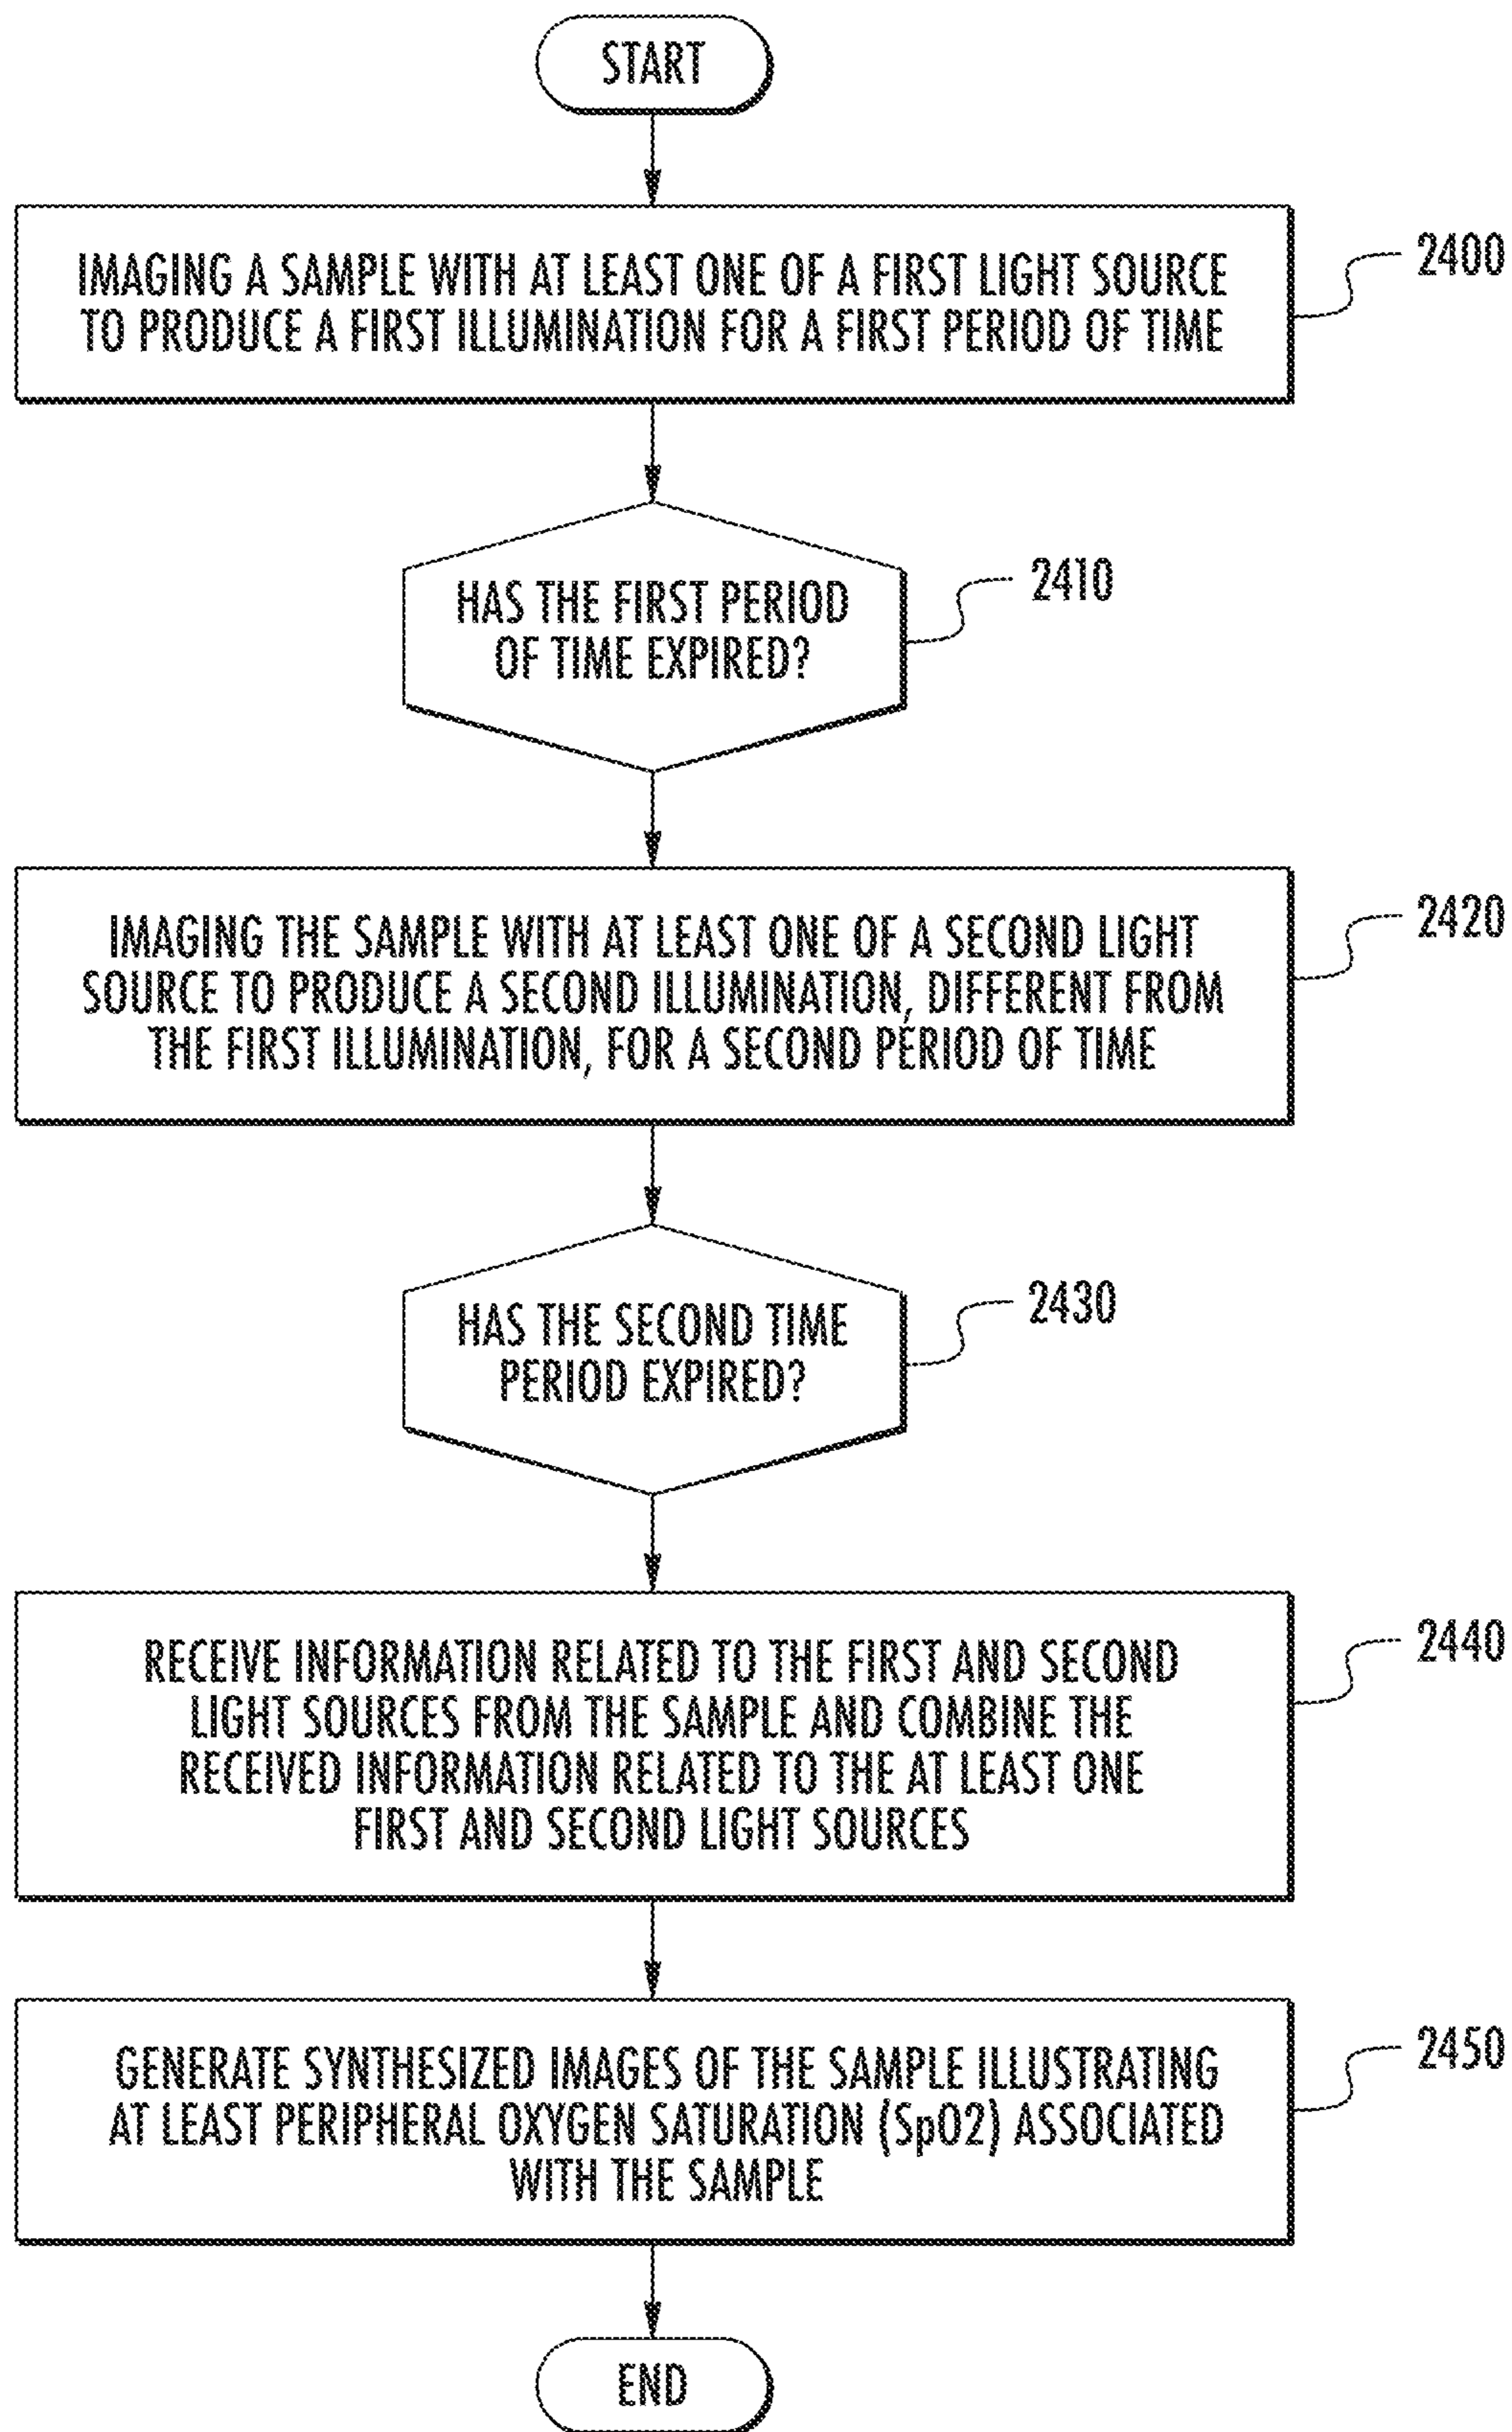 START
IMAGING A SAMPLE WITH AT LEAST ONE OF A FIRST LIGHT SOURCE
TO PRODUCE A FIRST ILLUMINATION FOR A FIRST PERIOD OF TIME
2400
HAS THE FIRST PERIOD
OF TIME EXPIRED?
2410
IMAGING THE SAMPLE WITH AT LEAST ONE OF A SECOND LIGHT
SOURCE TO PRODUCE A SECOND ILLUMINATION, DIFFERENT FROM
THE FIRST ILLUMINATION, FOR A SECOND PERIOD OF TIME
2420
HAS THE SECOND TIME
PERIOD EXPIRED?
2430
RECEIVE INFORMATION RELATED TO THE FIRST AND SECOND
LIGHT SOURCES FROM THE SAMPLE AND COMBINE THE
RECEIVED INFORMATION RELATED TO THE AT LEAST ONE
FIRST AND SECOND LIGHT SOURCES
2440
GENERATE SYNTHESIZED IMAGES OF THE SAMPLE ILLUSTRATING
AT LEAST PERIPHERAL OXYGEN SATURATION (SpO2) ASSOCIATED
WITH THE SAMPLE
2450
END